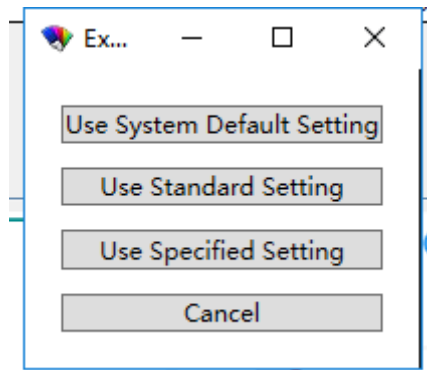 Ex...
Use System Default Setting
Use Standard Setting
Use Specified Setting
Cancel